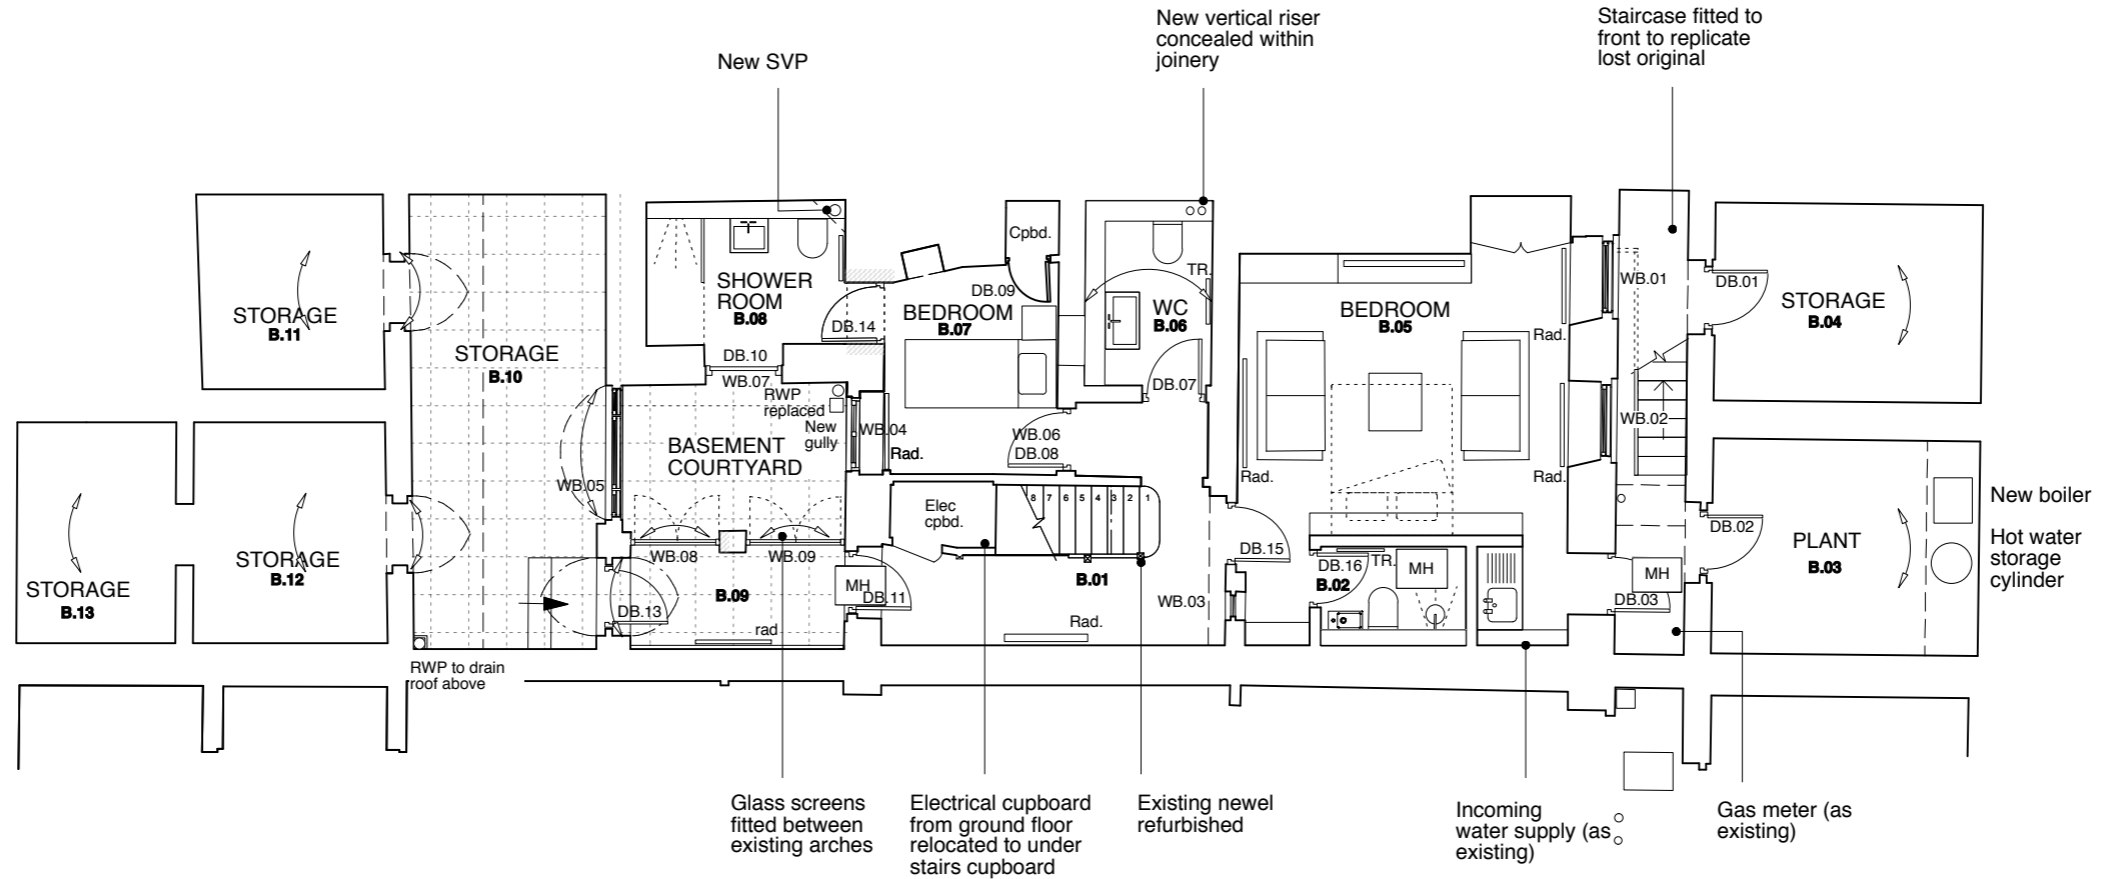 New SVP
New vertical riser
concealed within
joinery
Staircase fitted to
front to replicate
lost original
STORAGE
B.11
STORAGE
B.10
STORAGE
B.13
STORAGE
B.12
RWP to drain
roof above
SHOWER
ROOM
B.08
DB.14
DB.10
WB.07
RWP
replaced
New
gully
BASEMENT
COURTYARD
WB.05
WB.04
Rad.
WB.08
WB.09
B.09
DB.13
rad
MH
DB.11
Cpbd.
DB.09
BEDROOM
B.07
WB.06
DB.08
TR.
WC
B.06
DB.07
Elec
cpbd.
8 7 6 5 4 3 2 1
B.01
Rad.
WB.03
BEDROOM
B.05
Rad.
Rad.
Rad.
DB.15
DB.16
B.02
TR.
MH
WB.01
WB.02
DB.01
STORAGE
B.04
DB.02
MH
DB.03
PLANT
B.03
New boiler
Hot water
storage
cylinder
Glass screens
fitted between
existing arches
Electrical cupboard
from ground floor
relocated to under
stairs cupboard
Existing newel
refurbished
Incoming
water supply (as
existing)
Gas meter (as
existing)